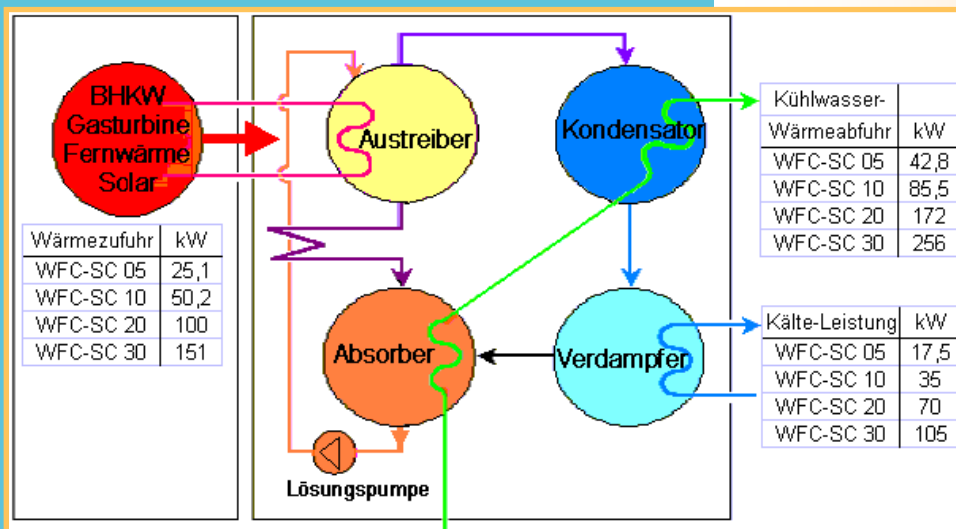 BHKW
Gasturbine
Fernwärme
Solar
Wärmezufuhr kW
WFC-SC 05 25,1
WFC-SC 10 50,2
WFC-SC 20 100
WFC-SC 30 151
Austreiber
Kondensator
Absorber
Verdampfer
Lösungspumpe
Kühlwasser-
Wärmeabfuhr kW
WFC-SC 05 42,8
WFC-SC 10 85,5
WFC-SC 20 172
WFC-SC 30 256
Kälte-Leistung kW
WFC-SC 05 17,5
WFC-SC 10 35
WFC-SC 20 70
WFC-SC 30 105